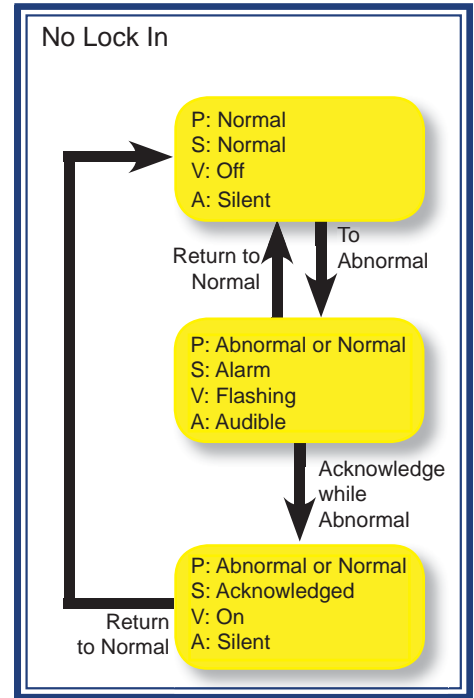 No Lock In
P: Normal
S: Normal
V: Off
A: Silent
Return to
Normal
To
Abnormal
P: Abnormal or Normal
S: Alarm
V: Flashing
A: Audible
Acknowledge
while
Abnormal
P: Abnormal or Normal
S: Acknowledged
V: On
A: Silent
Return
to Normal